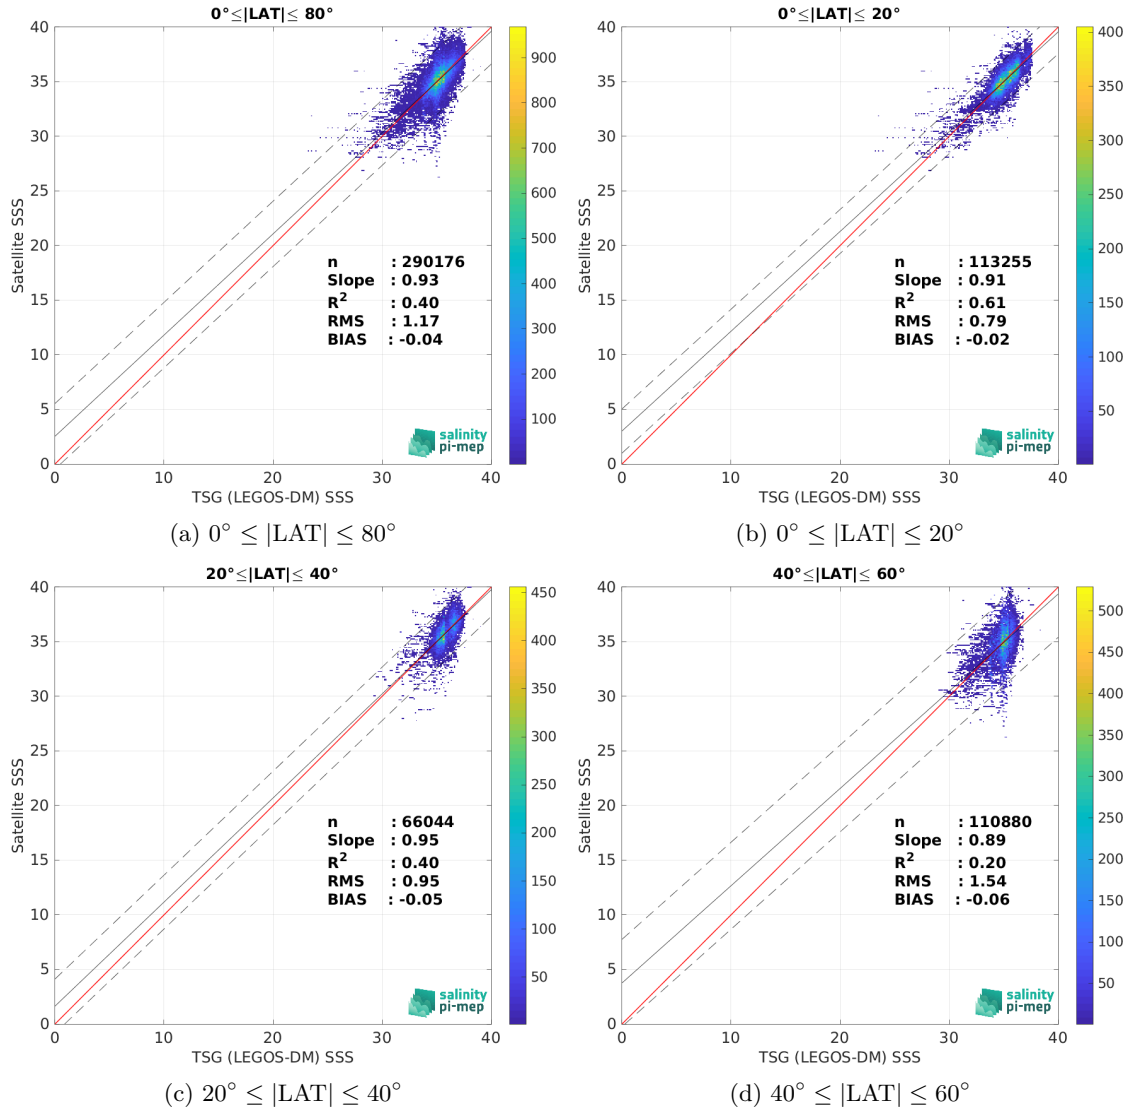 0°≤|LAT|≤ 80°
Satellite SSS
40
35
30
25
20
15
10
5
0
n : 290176
Slope : 0.93
R² : 0.40
RMS : 1.17
BIAS : -0.04
salinity
pi-mep
0 10 20 30 40
TSG (LEGOS-DM) SSS
900
800
700
600
500
400
300
200
100
(a) 0° ≤ |LAT| ≤ 80°
0°≤|LAT|≤ 20°
Satellite SSS
40
35
30
25
20
15
10
5
0
n : 113255
Slope : 0.91
R² : 0.61
RMS : 0.79
BIAS : -0.02
salinity
pi-mep
0 10 20 30 40
TSG (LEGOS-DM) SSS
400
350
300
250
200
150
100
50
(b) 0° ≤ |LAT| ≤ 20°
20°≤|LAT|≤ 40°
Satellite SSS
40
35
30
25
20
15
10
5
0
n : 66044
Slope : 0.95
R² : 0.40
RMS : 0.95
BIAS : -0.05
salinity
pi-mep
0 10 20 30 40
TSG (LEGOS-DM) SSS
450
400
350
300
250
200
150
100
50
(c) 20° ≤ |LAT| ≤ 40°
40°≤|LAT|≤ 60°
Satellite SSS
40
35
30
25
20
15
10
5
0
n : 110880
Slope : 0.89
R² : 0.20
RMS : 1.54
BIAS : -0.06
salinity
pi-mep
0 10 20 30 40
TSG (LEGOS-DM) SSS
500
450
400
350
300
250
200
150
100
50
(d) 40° ≤ |LAT| ≤ 60°